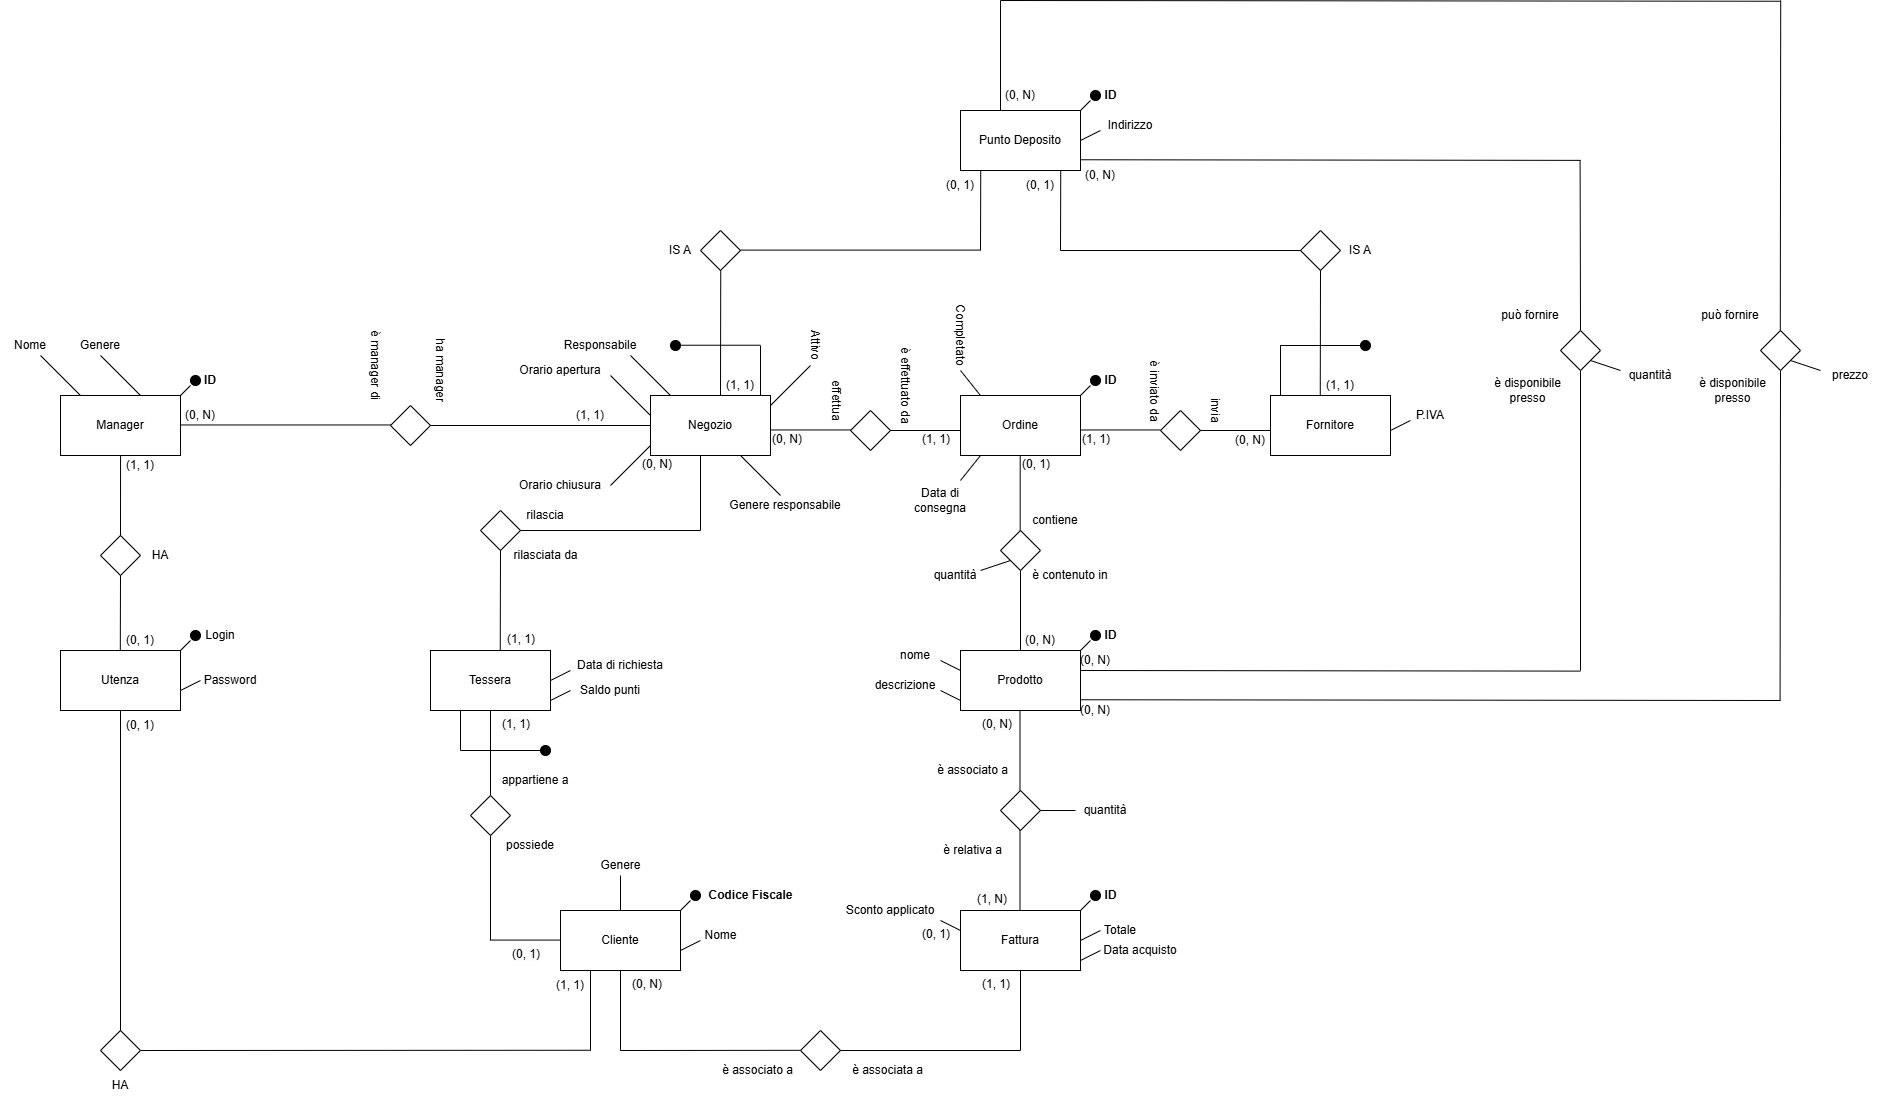 (0, N)
ID
Punto Deposito
Indirizzo
(0, N)
(0, 1)
(0, 1)
IS A
IS A
Nome
Genere
ID
Manager
(0, N)
(1, 1)
è manager di
ha manager
(1, 1)
Responsabile
Orario apertura
Attivo
(1, 1)
Negozio
(0, N)
(0, N)
Orario chiusura
Genere responsabile
effettua
è effettuato da
(1, 1)
Completato
ID
Ordine
(1, 1)
(0, 1)
Data di
consegna
è inviato da
invia
(0, N)
(1, 1)
Fornitore
P.IVA
può fornire
è disponibile
presso
quantità
può fornire
è disponibile
presso
prezzo
rilascia
rilasciata da
contiene
quantità
è contenuto in
HA
(0, 1)
Login
Utenza
Password
(0, 1)
(1, 1)
Tessera
Data di richiesta
Saldo punti
(1, 1)
appartiene a
possiede
(0, N)
ID
nome
descrizione
Prodotto
(0, N)
(0, N)
(0, N)
è associato a
quantità
è relativa a
(1, N)
Genere
Codice Fiscale
Cliente
Nome
(0, 1)
(1, 1)
(0, N)
ID
Sconto applicato
(0, 1)
Fattura
Totale
Data acquisto
(1, 1)
è associato a
è associata a
HA